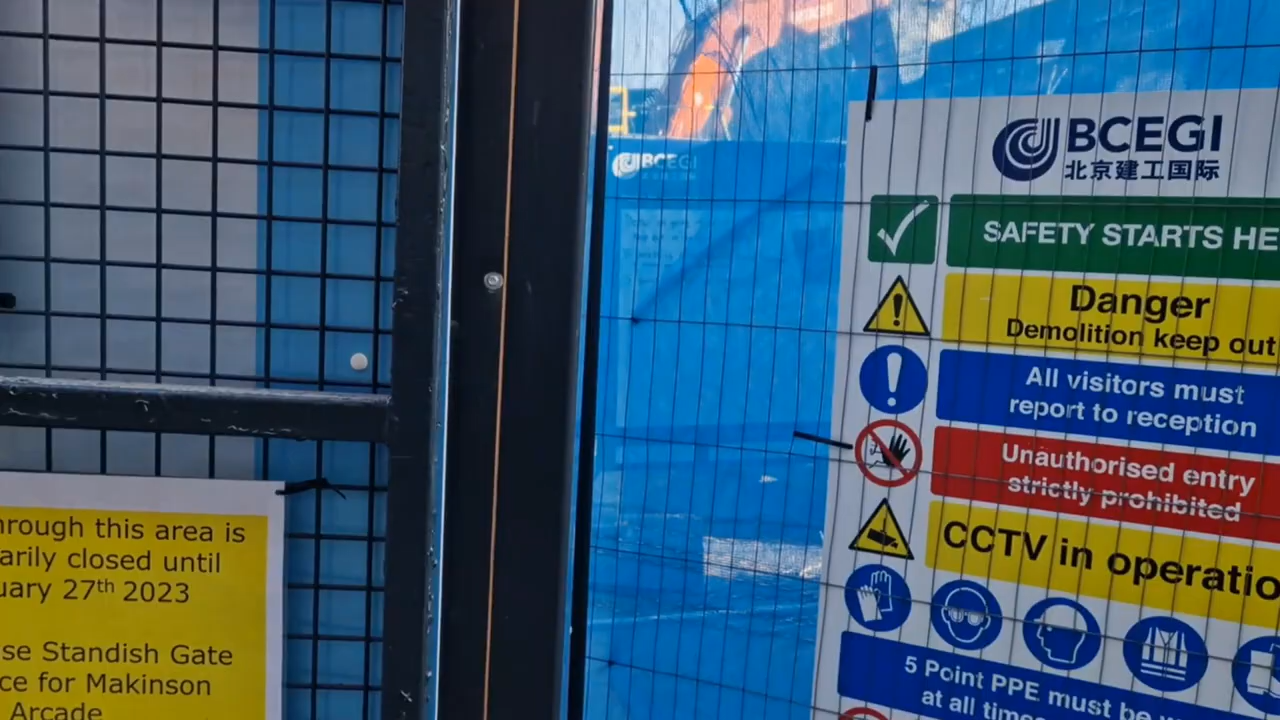 hrough this area is
arily closed until
uary 27th 2023
se Standish Gate
ce for Makinson
Arcade
BCEGI
BCEGI
北京建工国际
SAFETY STARTS HE
Danger
Demolition keep out
All visitors must
report to reception
Unauthorised entry
strictly prohibited
CCTV in operatio
5 Point PPE must be
at all time